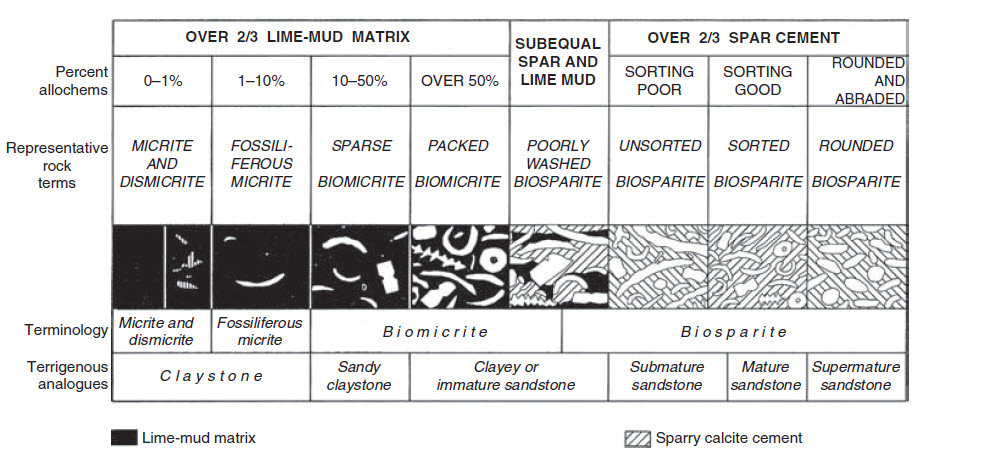 OVER 2/3 LIME-MUD MATRIX
SUBEQUAL
SPAR AND
LIME MUD
OVER 2/3 SPAR CEMENT
Percent
allochems
0–1%
1–10%
10–50%
OVER 50%
SORTING
POOR
SORTING
GOOD
ROUNDED
AND
ABRADED
Representative
rock
terms
MICRITE
AND
DISMICRITE
FOSSILI-
FEROUS
MICRITE
SPARSE
BIOMICRITE
PACKED
BIOMICRITE
POORLY
WASHED
BIOSPARITE
UNSORTED
BIOSPARITE
SORTED
BIOSPARITE
ROUNDED
BIOSPARITE
Terminology
Micrite and
dismicrite
Fossiliferous
micrite
Biomicrite
Biosparite
Terrigenous
analogues
Claystone
Sandy
claystone
Clayey or
immature sandstone
Submature
sandstone
Mature
sandstone
Supermature
sandstone
Lime-mud matrix
Sparry calcite cement